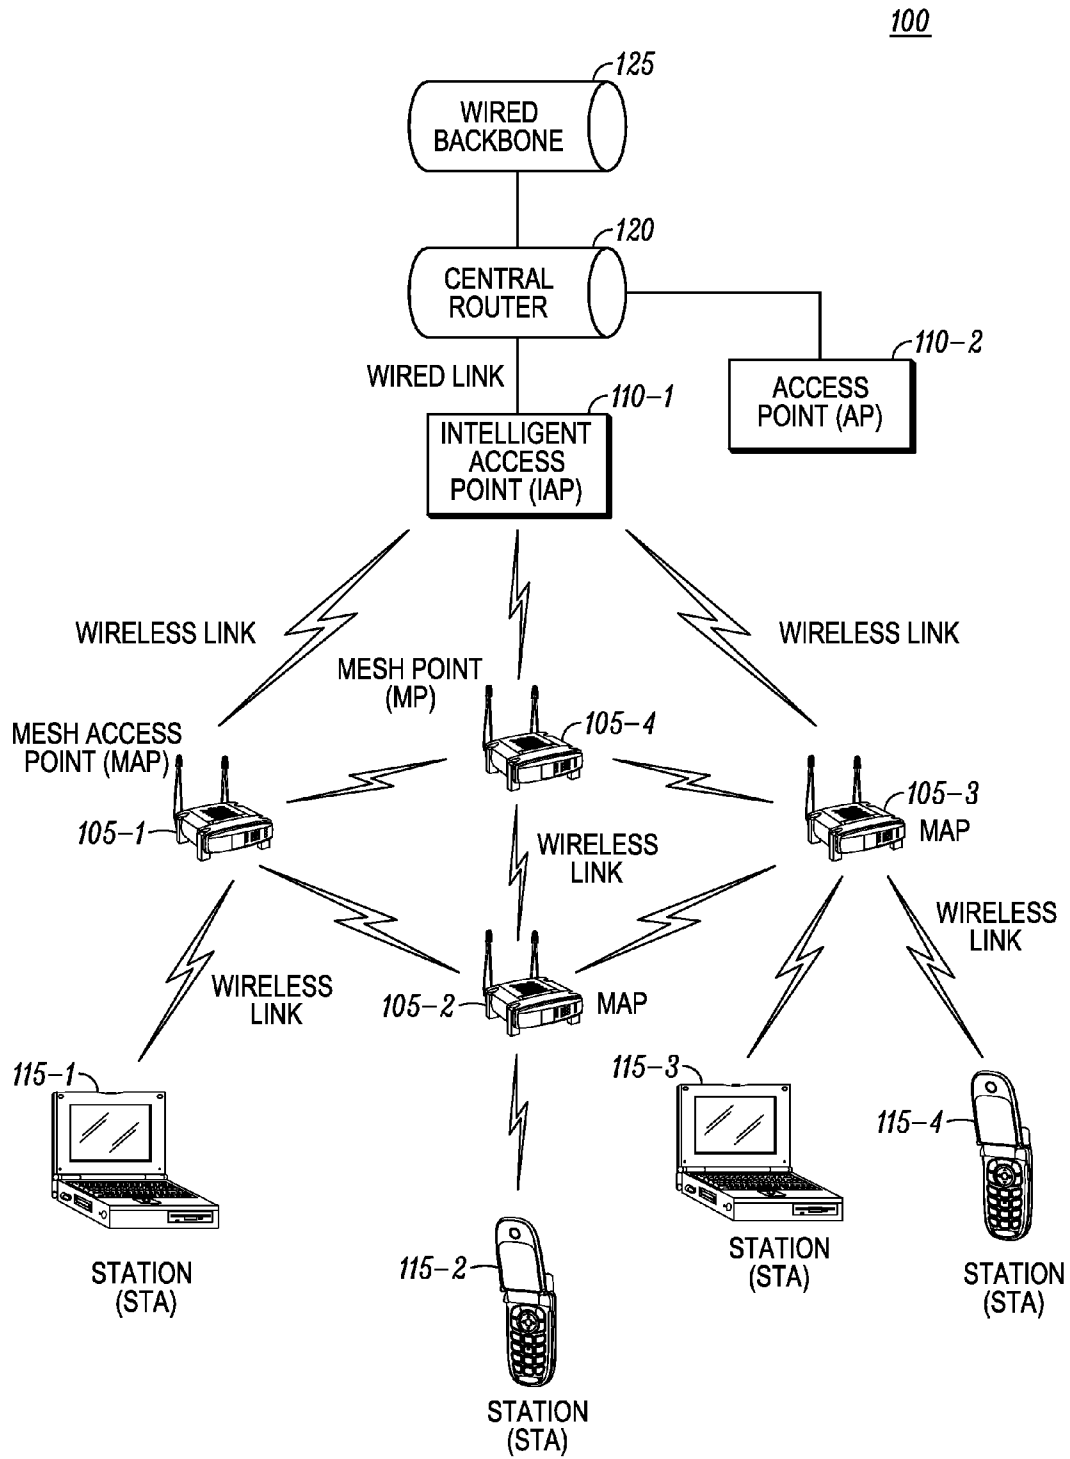 100
125
WIRED
BACKBONE
120
CENTRAL
ROUTER
110-2
WIRED LINK
ACCESS
POINT (AP)
110-1
INTELLIGENT
ACCESS
POINT (IAP)
WIRELESS LINK
WIRELESS LINK
MESH POINT
(MP)
105-4
MESH ACCESS
POINT (MAP)
105-1
105-3
MAP
WIRELESS
LINK
WIRELESS
LINK
WIRELESS
LINK
105-2
MAP
115-1
115-3
115-4
STATION
(STA)
115-2
STATION
(STA)
STATION
(STA)
STATION
(STA)